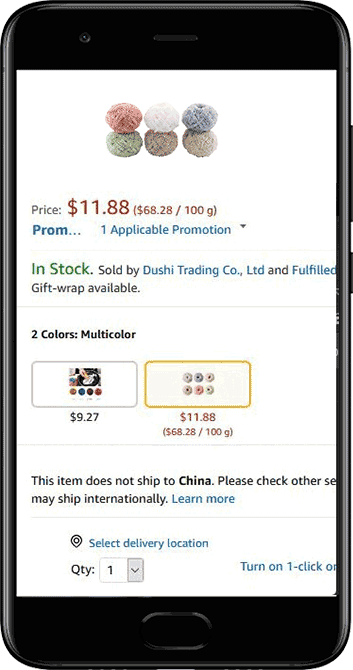 Price: $11.88 ($68.28 / 100 g)
Prom... 1 Applicable Promotion
In Stock. Sold by Dushi Trading Co., Ltd and Fulfilled
Gift-wrap available.
2 Colors: Multicolor
$9.27 $11.88
($68.28 / 100 g)
This item does not ship to China. Please check other se
may ship internationally. Learn more
Select delivery location
Qty: 1 Turn on 1-click or